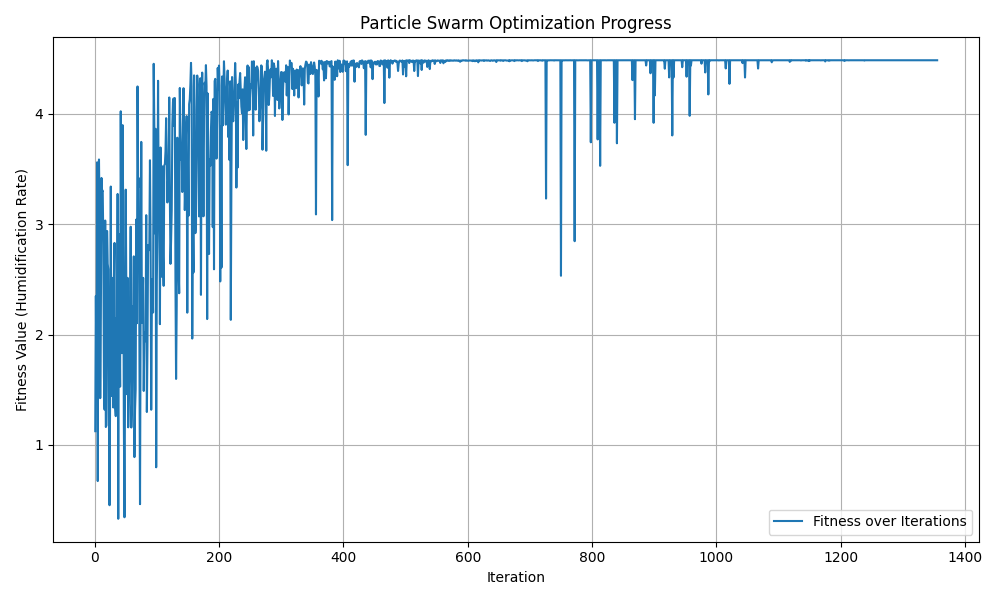 Particle Swarm Optimization Progress
Fitness Value (Humidification Rate)
4
3
2
1
0 200 400 600 800 1000 1200 1400
Iteration
Fitness over Iterations